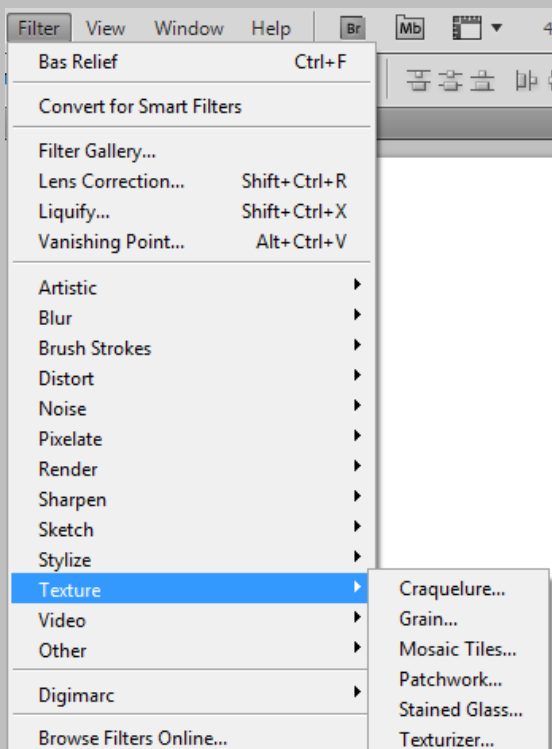 Filter View Window Help Br Mb 4
Bas Relief Ctrl+F
Convert for Smart Filters
Filter Gallery...
Lens Correction... Shift+Ctrl+R
Liquify... Shift+Ctrl+X
Vanishing Point... Alt+Ctrl+V
Artistic
Blur
Brush Strokes
Distort
Noise
Pixelate
Render
Sharpen
Sketch
Stylize
Texture
Craquelure...
Grain...
Mosaic Tiles...
Patchwork...
Stained Glass...
Texturizer...
Video
Other
Digimarc
Browse Filters Online...